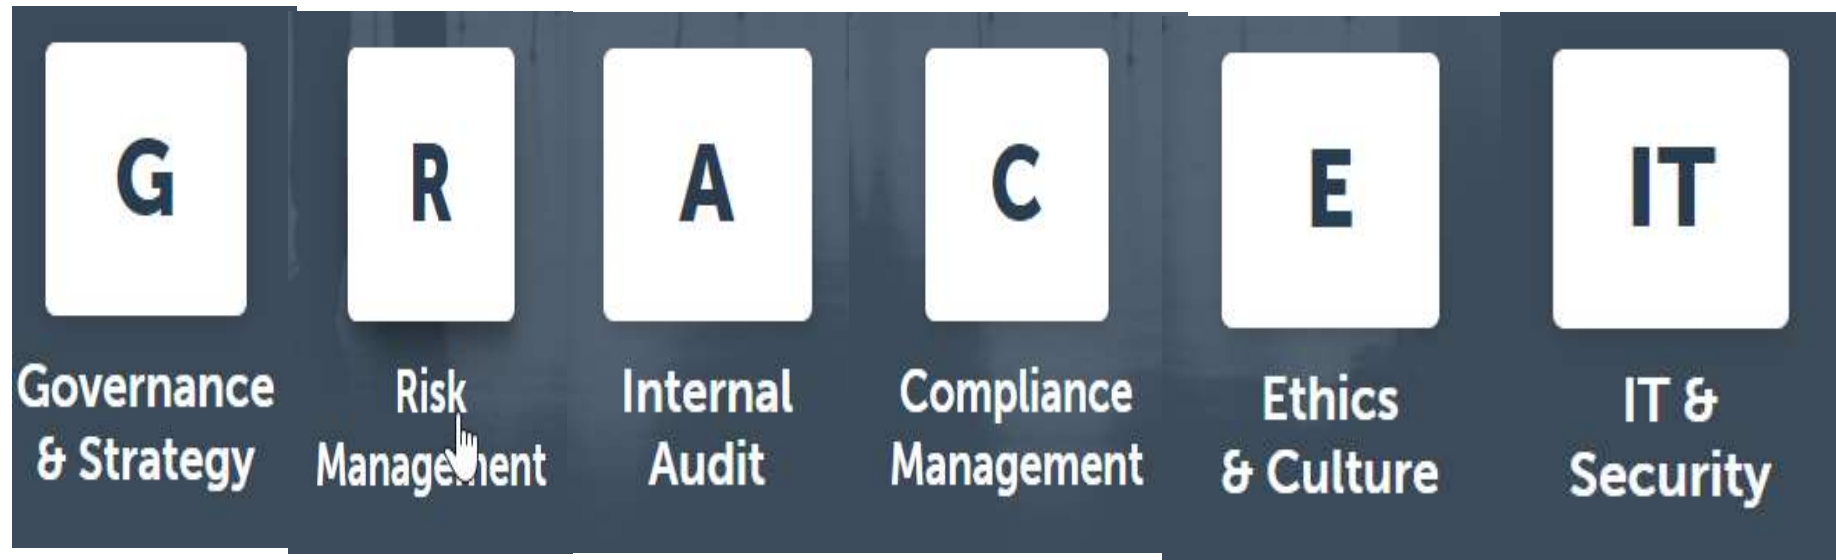 G
R
A
C
E
IT
Governance
& Strategy
Risk
Management
Internal
Audit
Compliance
Management
Ethics
& Culture
IT &
Security